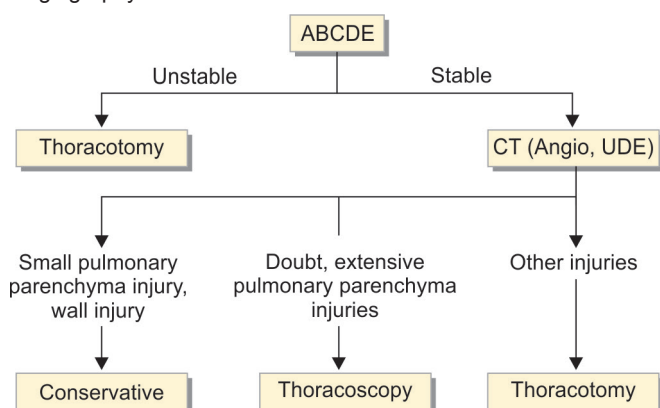 ABCDE
Unstable
Stable
Thoracotomy
CT (Angio, UDE)
Small pulmonary
parenchyma injury,
wall injury
Doubt, extensive
pulmonary parenchyma
injuries
Other injuries
Conservative
Thoracoscopy
Thoracotomy